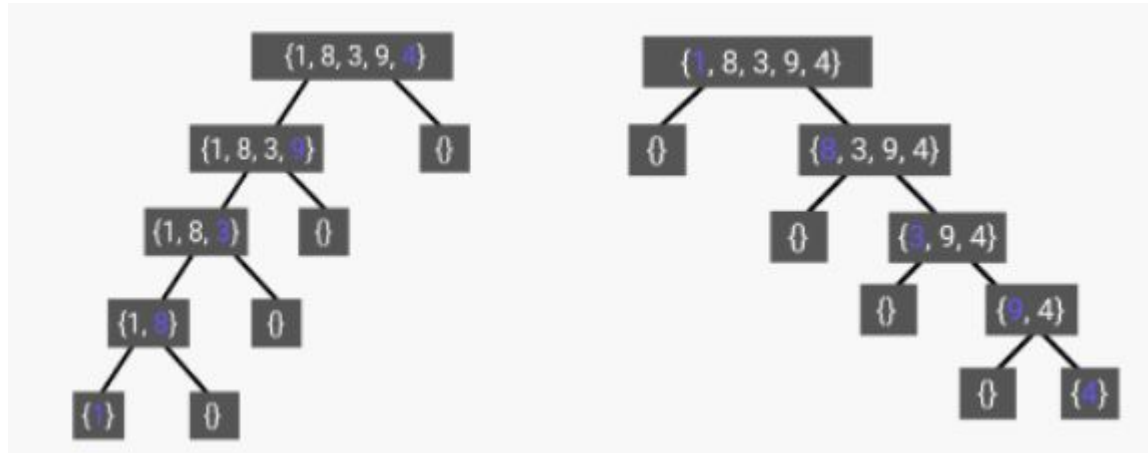 {1, 8, 3, 9, 4}
{1, 8, 3, 9}
{}
{1, 8, 3}
{}
{1, 8}
{}
{1}
{}
{1, 8, 3, 9, 4}
{}
{8, 3, 9, 4}
{}
{3, 9, 4}
{}
{9, 4}
{}
{4}